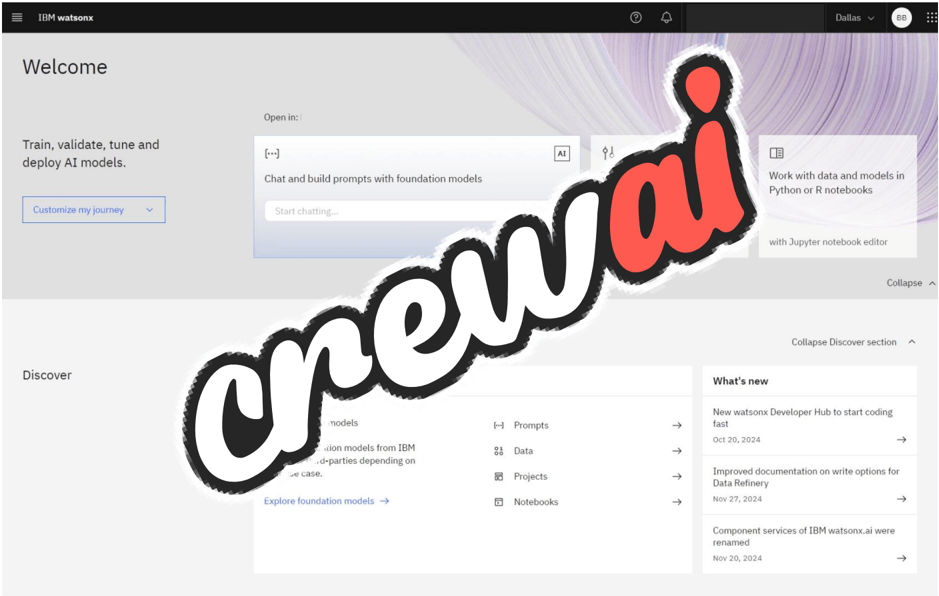 IBM watsonx
Dallas
BB
Welcome
Open in:
Train, validate, tune and
deploy AI models.
Customize my journey
AI
Chat and build prompts with foundation models
Start chatting...
Work with data and models in
Python or R notebooks
with Jupyter notebook editor
Collapse
crewai
Collapse Discover section
Discover
models
models from IBM
depending on
case.
Explore foundation models
Prompts
Data
Projects
Notebooks
What's new
New watsonx Developer Hub to start coding
fast
Oct 20, 2024
Improved documentation on write options for
Data Refinery
Nov 27, 2024
Component services of IBM watsonx.ai were
renamed
Nov 20, 2024